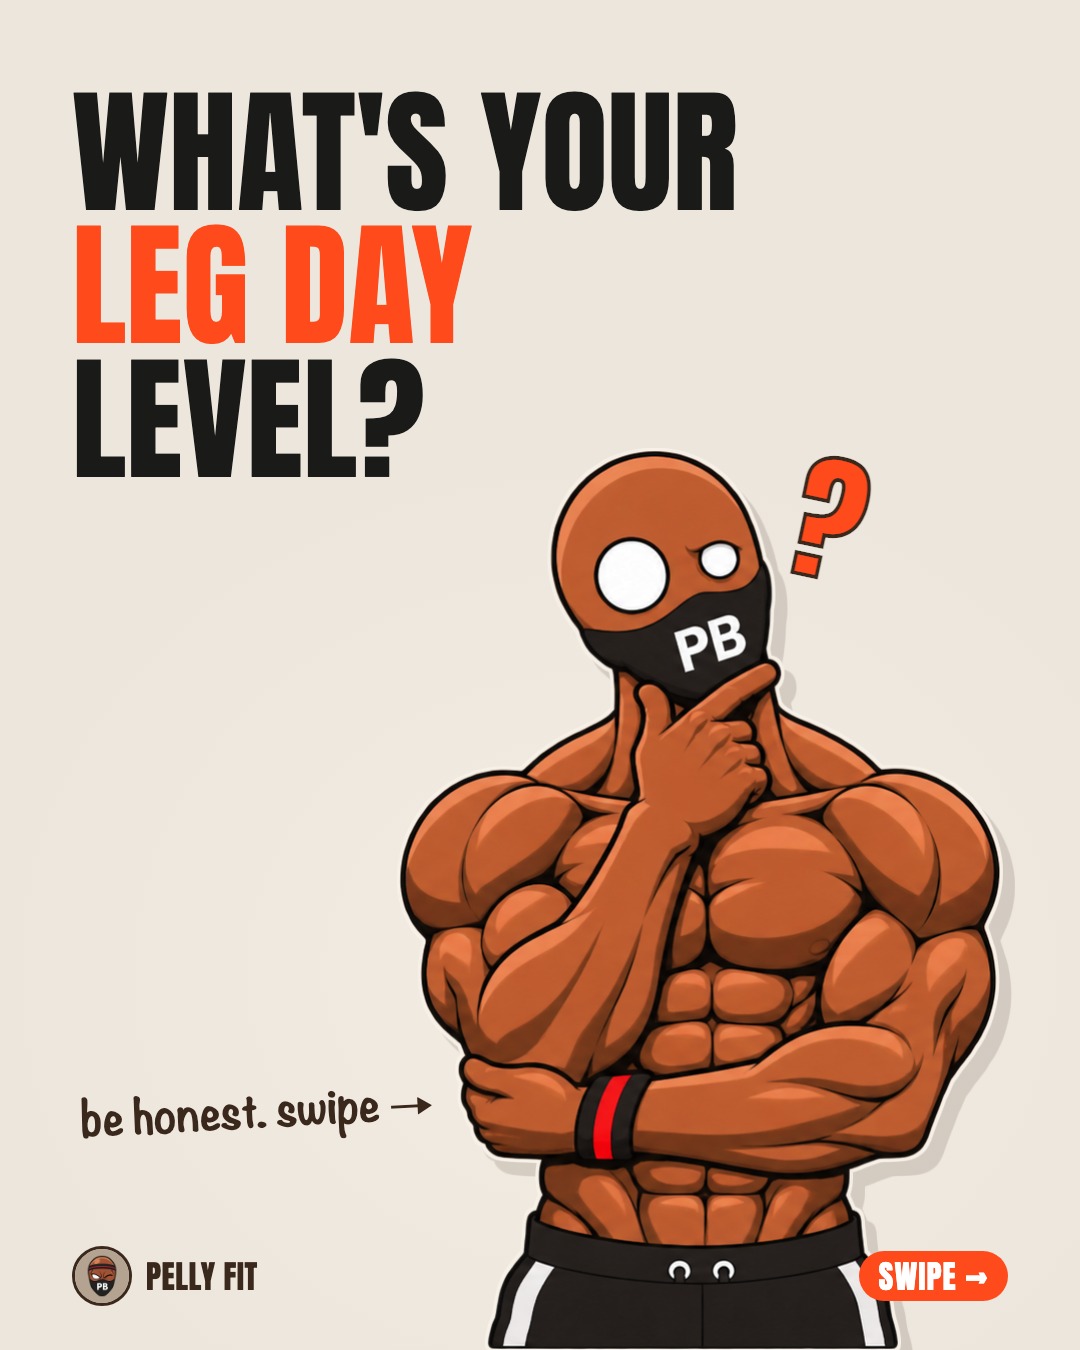 WHAT'S YOUR
LEG DAY
LEVEL?
?
PB
be honest. swipe →
PB
PELLY FIT
SWIPE →